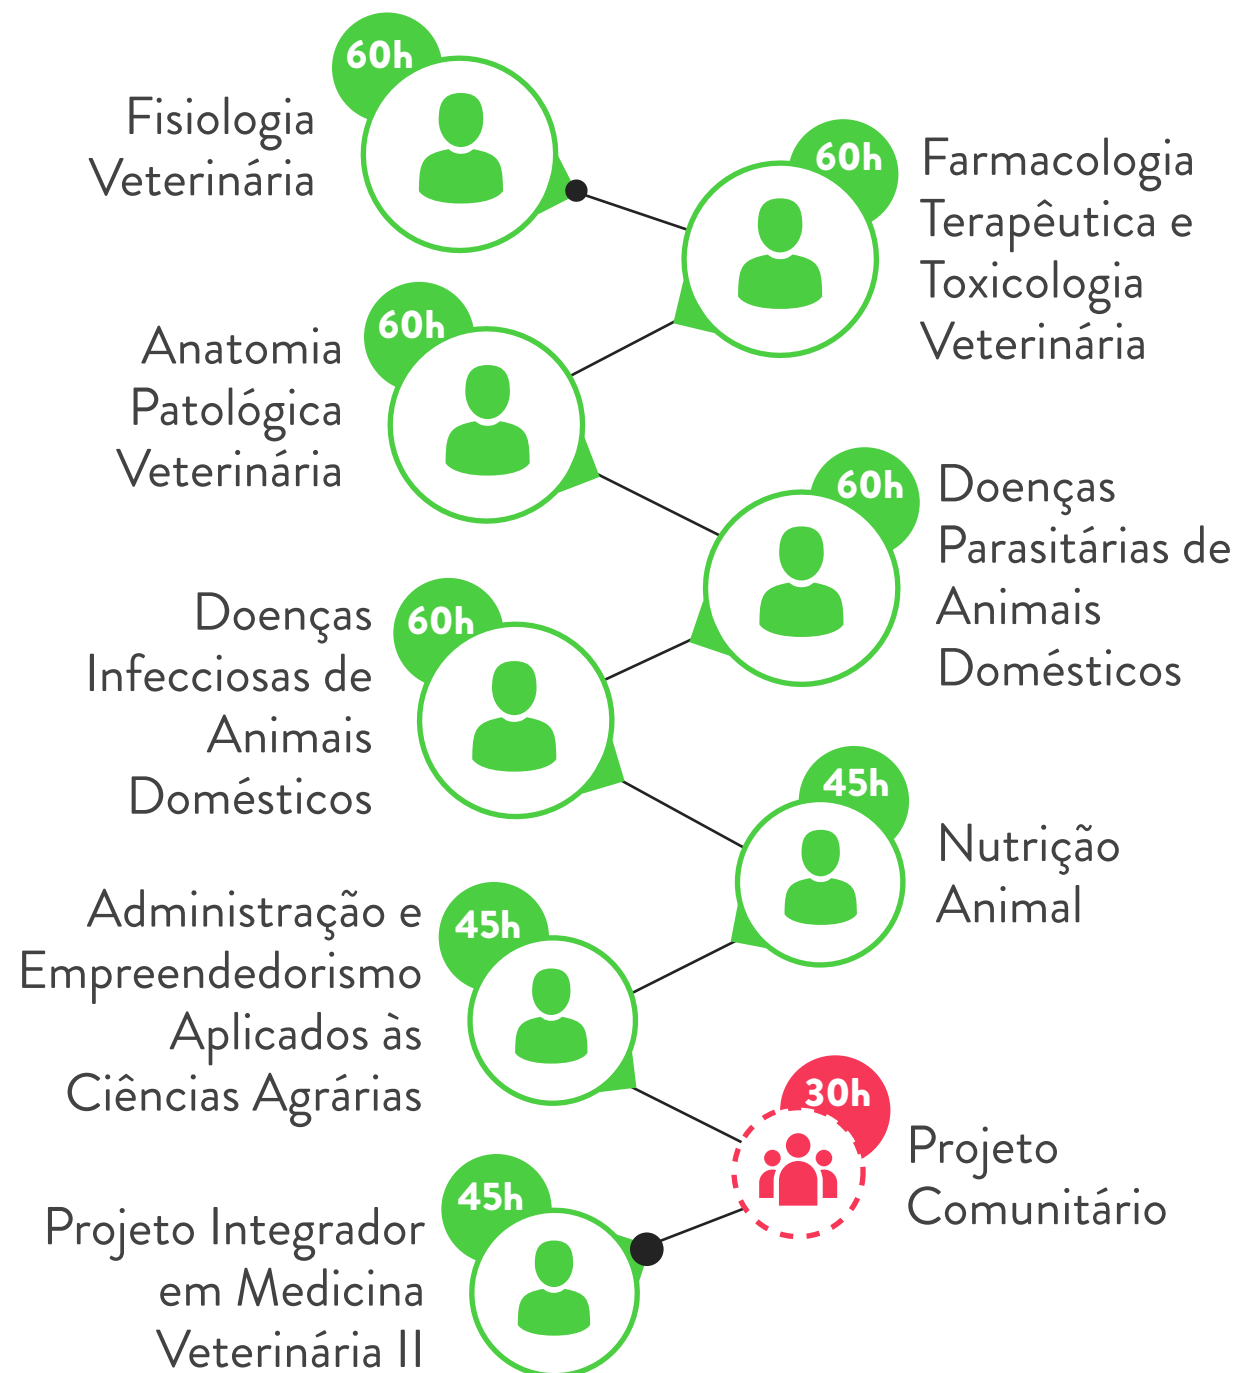 60h
Fisiologia
Veterinária
60h
Farmacologia
Terapêutica e
Toxicologia
Veterinária
60h
Anatomia
Patológica
Veterinária
60h
Doenças
Parasitárias de
Animais
Domésticos
60h
Doenças
Infecciosas de
Animais
Domésticos
45h
Nutrição
Animal
45h
Administração e
Empreendedorismo
Aplicados às
Ciências Agrárias
30h
Projeto
Comunitário
45h
Projeto Integrador
em Medicina
Veterinária II